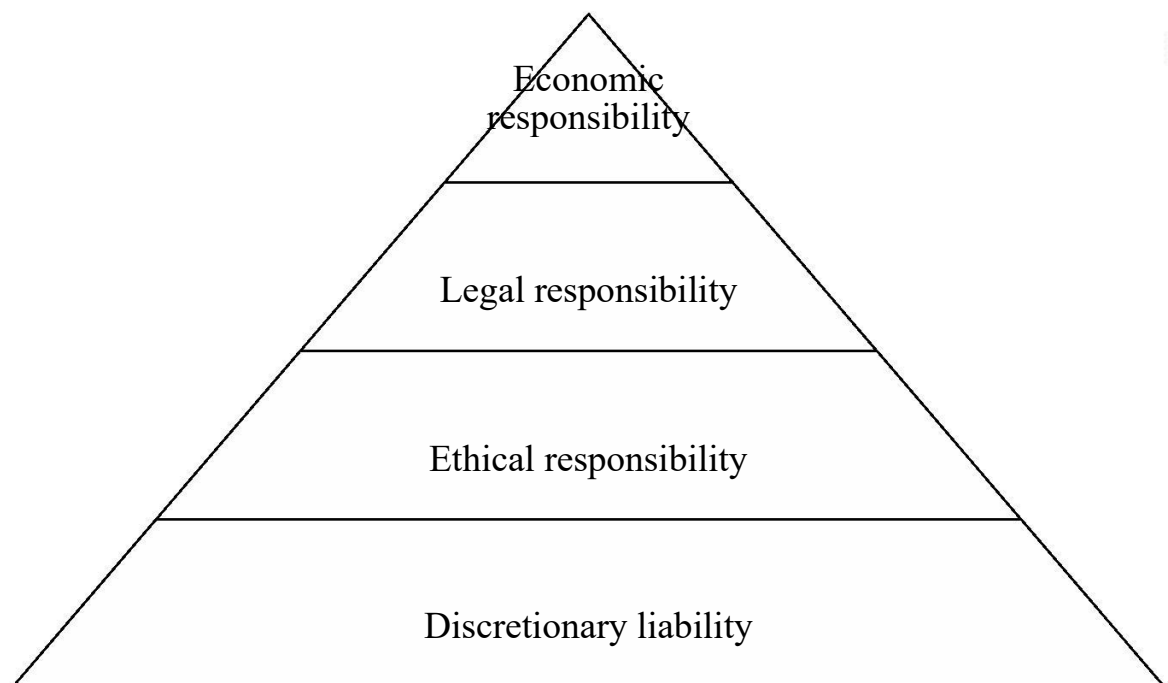 Economic
responsibility
Legal responsibility
Ethical responsibility
Discretionary liability